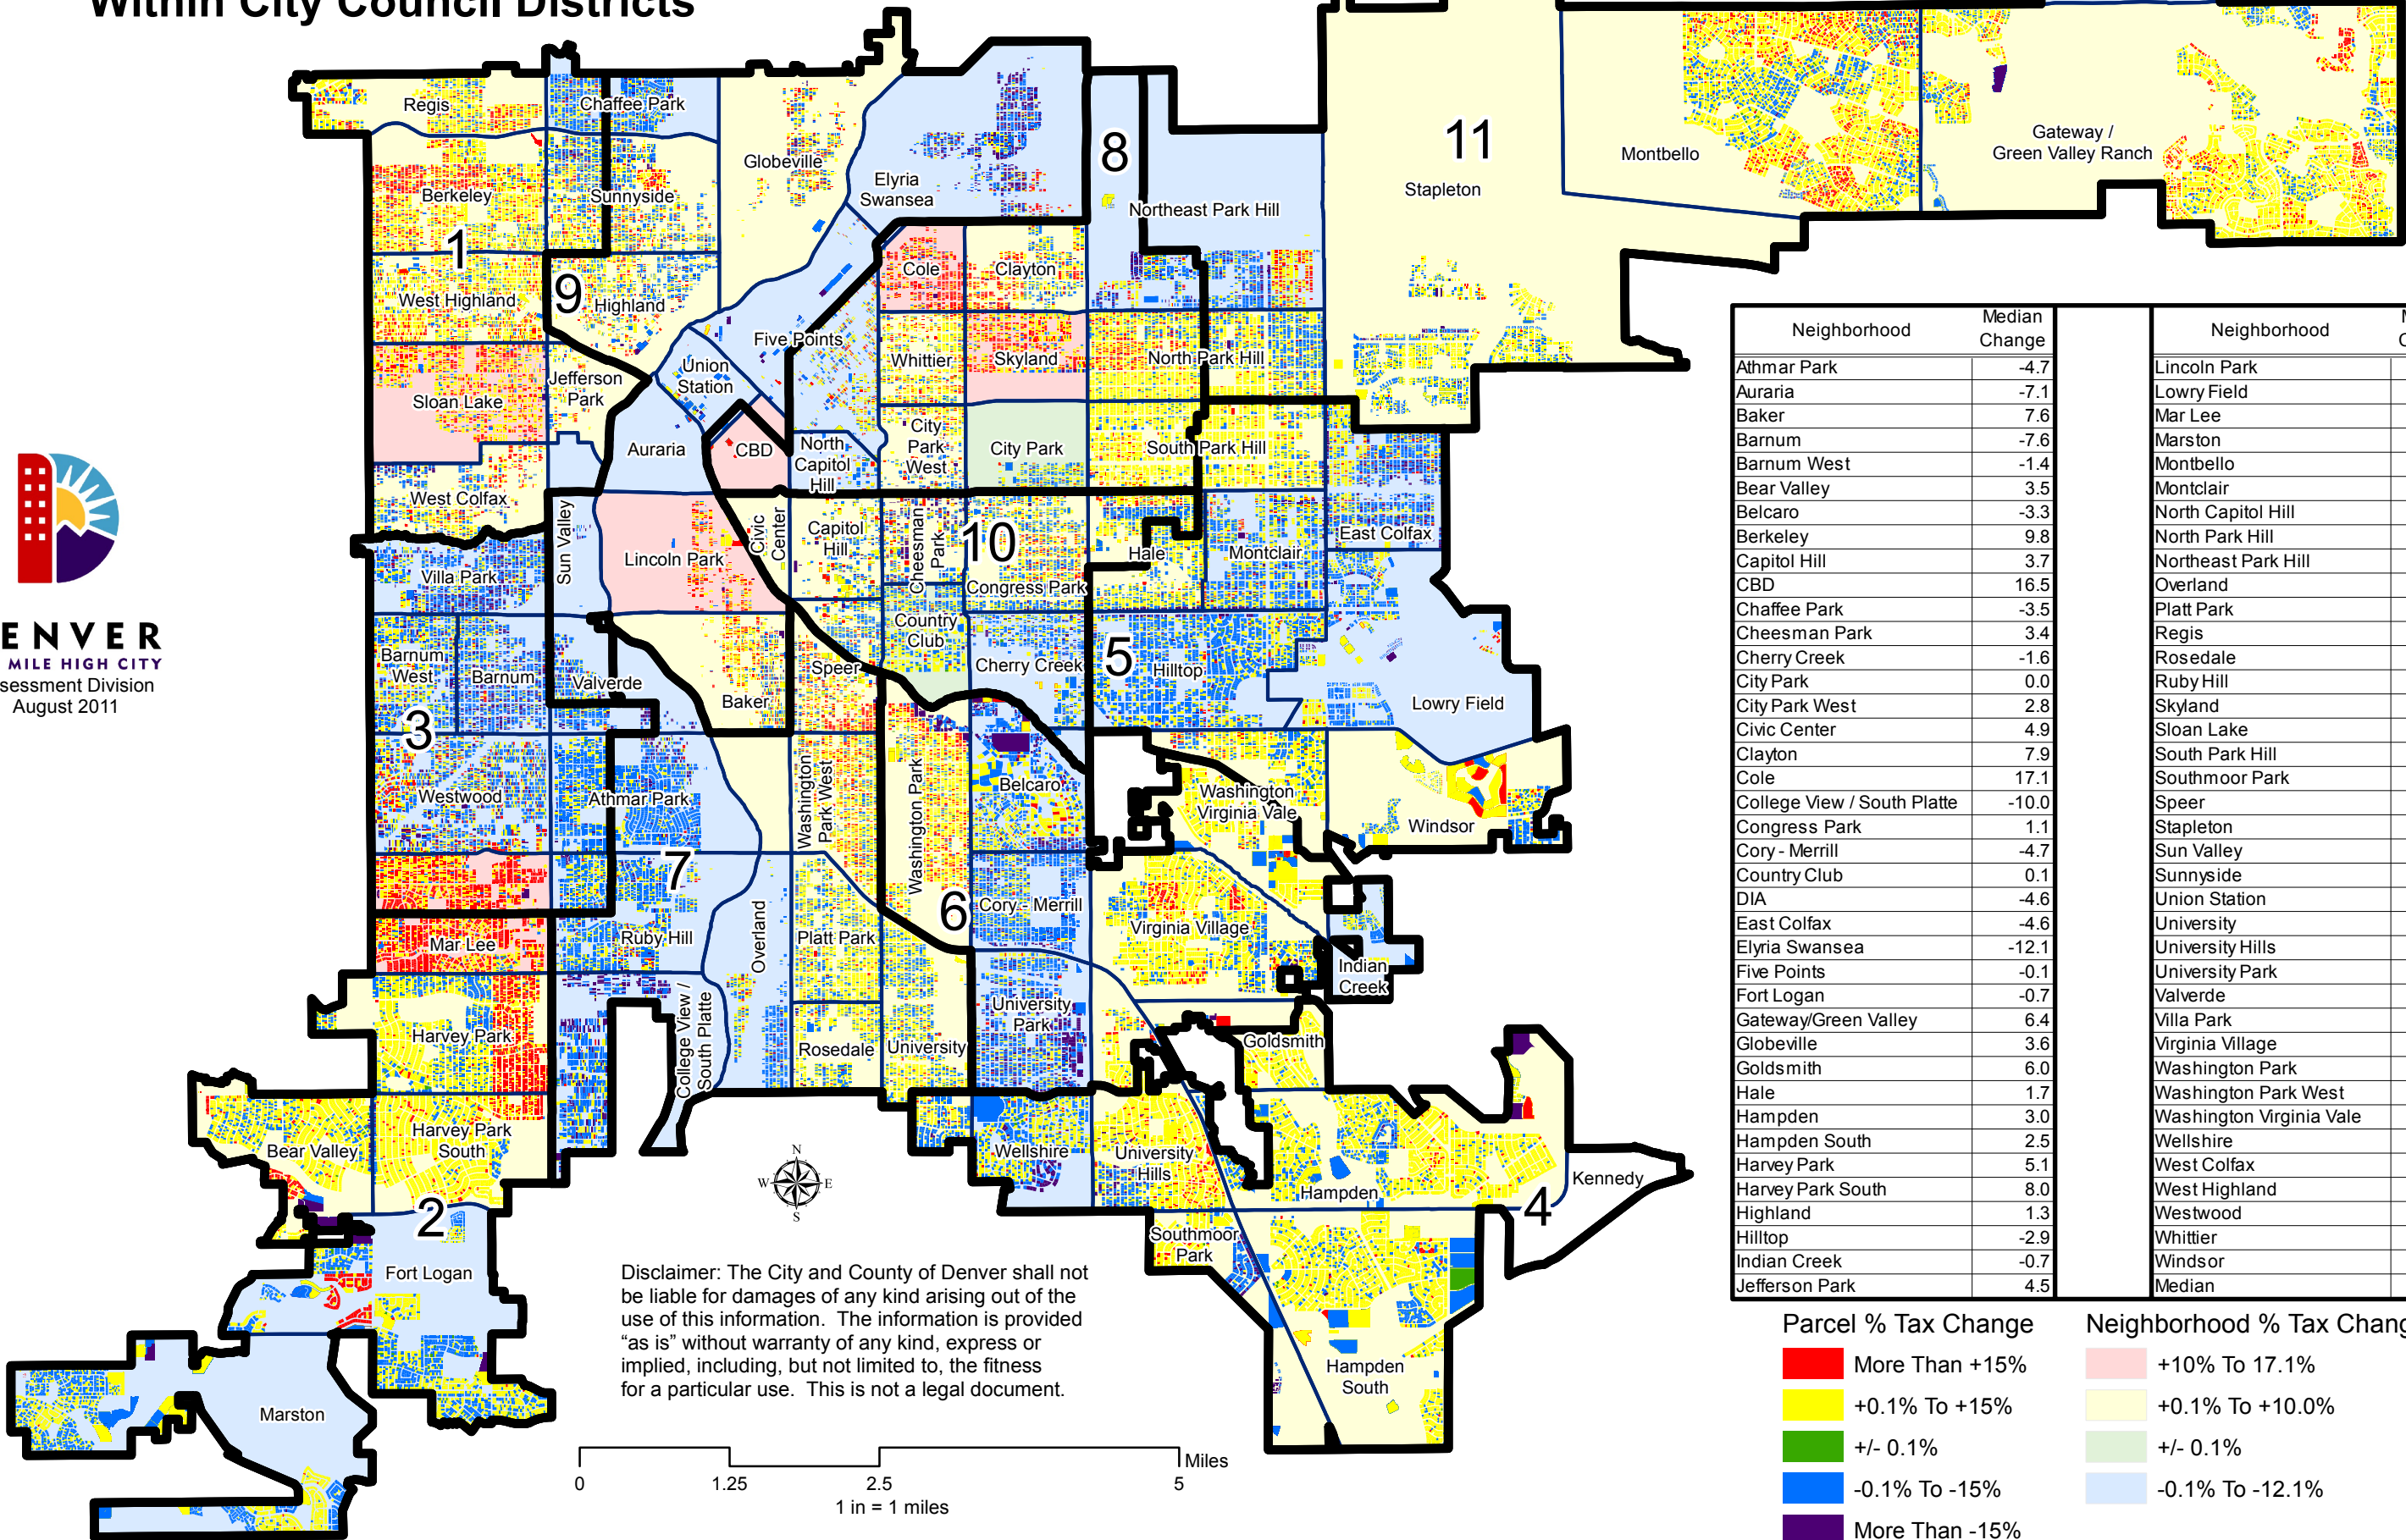 Within City Council Districts
Regis
Chaffee Park
Globeville
Elyria
Swansea
8
Northeast Park Hill
11
Stapleton
Montbello
Gateway /
Green Valley Ranch
Berkeley
Sunnyside
1
West Highland
9
Highland
Cole
Clayton
Five Points
Whittier
Skyland
North Park Hill
Union
Station
Jefferson
Park
Sloan Lake
Auraria
CBD
North
Capitol
Hill
City
Park
West
City Park
South Park Hill
West Colfax
Sun Valley
Lincoln Park
Civic
Center
Capitol
Hill
Cheesman
Park
10
Congress Park
Hale
Montclair
East Colfax
Villa Park
Barnum
West
Barnum
Valverde
Baker
Speer
Country
Club
Cherry Creek
5
Hilltop
Lowry Field
3
Westwood
Athmar Park
Washington
Park West
Washington Park
Belcaro
Washington
Virginia Vale
Windsor
7
6
Cory - Merrill
Virginia Village
Indian
Creek
Mar Lee
Ruby Hill
Overland
Platt Park
Harvey Park
College View /
South Platte
Rosedale
University
University
Park
Goldsmith
Bear Valley
Harvey Park
South
Wellshire
University
Hills
Hampden
Kennedy
4
2
Fort Logan
Southmoor
Park
Hampden
South
Marston
ENVER
MILE HIGH CITY
sessment Division
August 2011
N
W
E
S
Disclaimer: The City and County of Denver shall not
be liable for damages of any kind arising out of the
use of this information. The information is provided
“as is” without warranty of any kind, express or
implied, including, but not limited to, the fitness
for a particular use. This is not a legal document.
Miles
0 1.25 2.5 5
1 in = 1 miles
Neighborhood Median Change Neighborhood
Athmar Park -4.7 Lincoln Park
Auraria -7.1 Lowry Field
Baker 7.6 Mar Lee
Barnum -7.6 Marston
Barnum West -1.4 Montbello
Bear Valley 3.5 Montclair
Belcaro -3.3 North Capitol Hill
Berkeley 9.8 North Park Hill
Capitol Hill 3.7 Northeast Park Hill
CBD 16.5 Overland
Chaffee Park -3.5 Platt Park
Cheesman Park 3.4 Regis
Cherry Creek -1.6 Rosedale
City Park 0.0 Ruby Hill
City Park West 2.8 Skyland
Civic Center 4.9 Sloan Lake
Clayton 7.9 South Park Hill
Cole 17.1 Southmoor Park
College View / South Platte -10.0 Speer
Congress Park 1.1 Stapleton
Cory - Merrill -4.7 Sun Valley
Country Club 0.1 Sunnyside
DIA -4.6 Union Station
East Colfax -4.6 University
Elyria Swansea -12.1 University Hills
Five Points -0.1 University Park
Fort Logan -0.7 Valverde
Gateway/Green Valley 6.4 Villa Park
Globeville 3.6 Virginia Village
Goldsmith 6.0 Washington Park
Hale 1.7 Washington Park West
Hampden 3.0 Washington Virginia Vale
Hampden South 2.5 Wellshire
Harvey Park 5.1 West Colfax
Harvey Park South 8.0 West Highland
Highland 1.3 Westwood
Hilltop -2.9 Whittier
Indian Creek -0.7 Windsor
Jefferson Park 4.5 Median
Parcel % Tax Change Neighborhood % Tax Chang
More Than +15% +10% To 17.1%
+0.1% To +15% +0.1% To +10.0%
+/- 0.1% +/- 0.1%
-0.1% To -15% -0.1% To -12.1%
More Than -15%